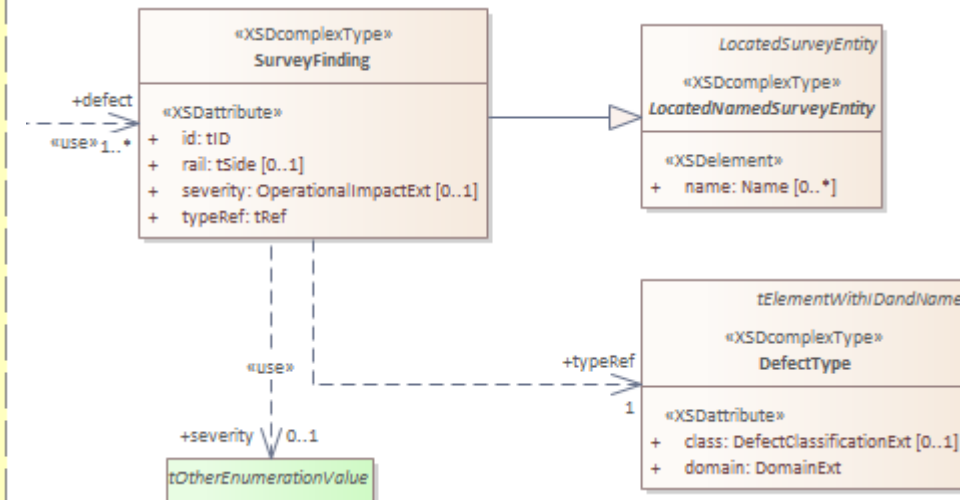 «XSDcomplexType»
SurveyFinding
«XSDattribute»
+ id: tID
+ rail: tSide [0..1]
+ severity: OperationalImpactExt [0..1]
+ typeRef: tRef
+defect
«use» 1..*
LocatedSurveyEntity
«XSDcomplexType»
LocatedNamedSurveyEntity
«XSDelement»
+ name: Name [0..*]
«use»
+severity 0..1
tOtherEnumerationValue
+typeRef
1
tElementWithIDandName
«XSDcomplexType»
DefectType
«XSDattribute»
+ class: DefectClassificationExt [0..1]
+ domain: DomainExt